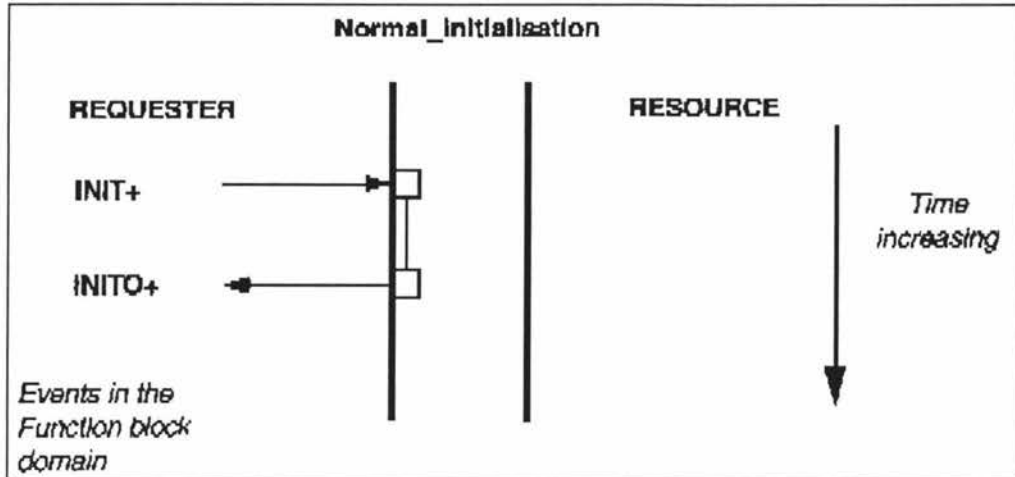 Normal_initialisation
REQUESTER
RESOURCE
INIT+
Time
increasing
INITO+
Events in the
Function block
domain